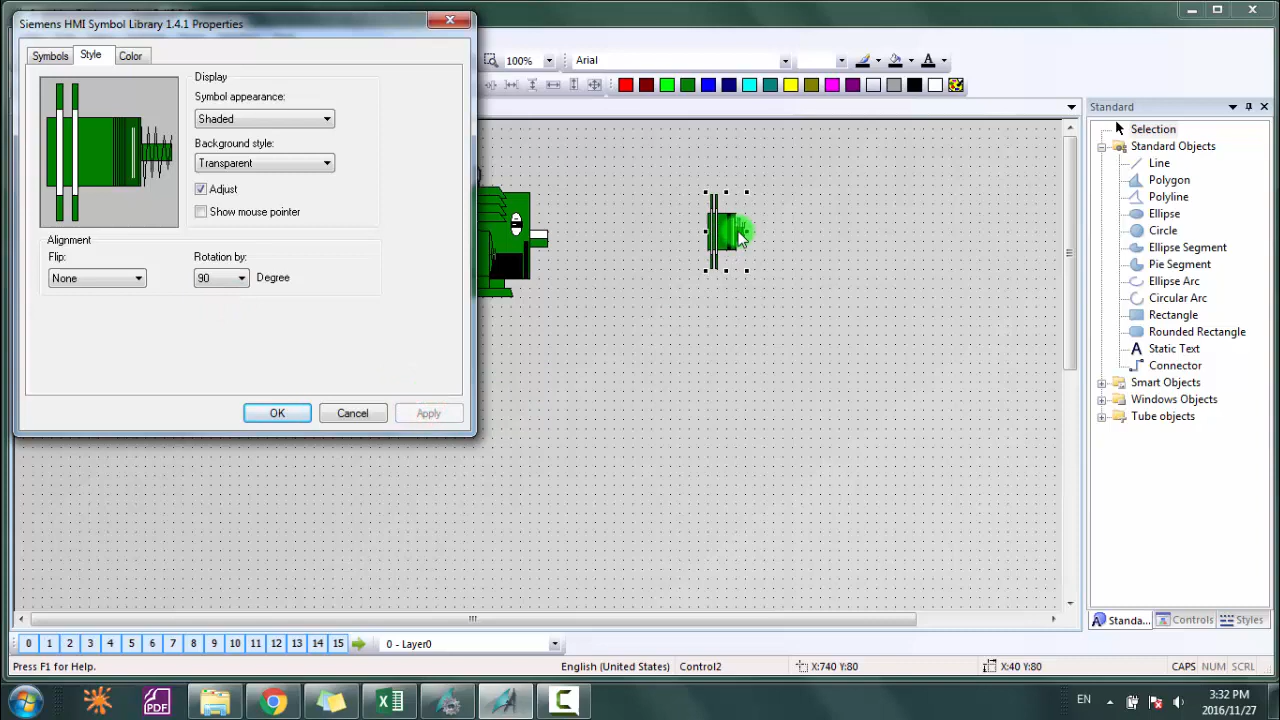 Siemens HMI Symbol Library 1.4.1 Properties
Symbols
Style
Color
Display
Symbol appearance:
Shaded
Background style:
Transparent
Adjust
Show mouse pointer
Alignment
Flip:
None
Rotation by:
90
Degree
OK
Cancel
Apply
100%
Arial
A
Standard
Selection
Standard Objects
Line
Polygon
Polyline
Ellipse
Circle
Ellipse Segment
Pie Segment
Ellipse Arc
Circular Arc
Rectangle
Rounded Rectangle
A Static Text
Connector
Smart Objects
Windows Objects
Tube objects
Standa...
Controls
Styles
0 1 2 3 4 5 6 7 8 9 10 11 12 13 14 15
0 - Layer0
Press F1 for Help.
English (United States)
Control2
X:740 Y:80
X:40 Y:80
CAPS NUM SCRL
PDF
EN
3:32 PM
2016/11/27